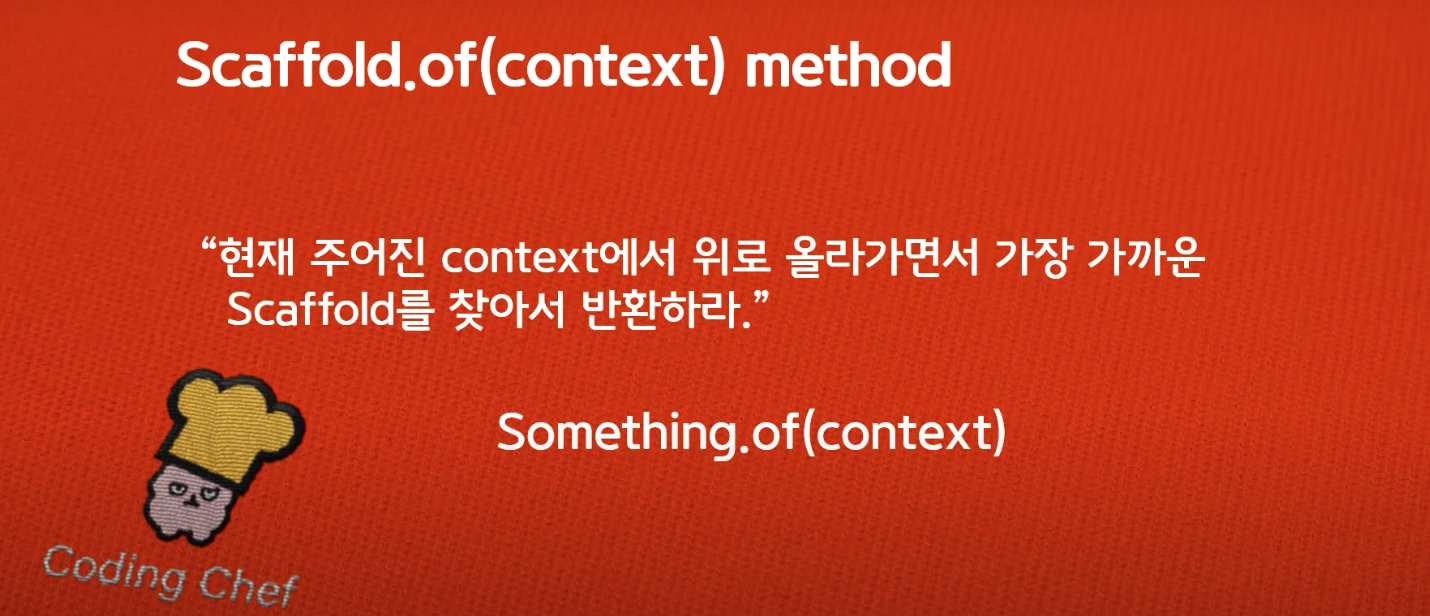 Scaffold.of(context) method
“현재 주어진 context에서 위로 올라가면서 가장 가까운
Scaffold를 찾아서 반환하라.”
Something.of(context)
Coding Chef